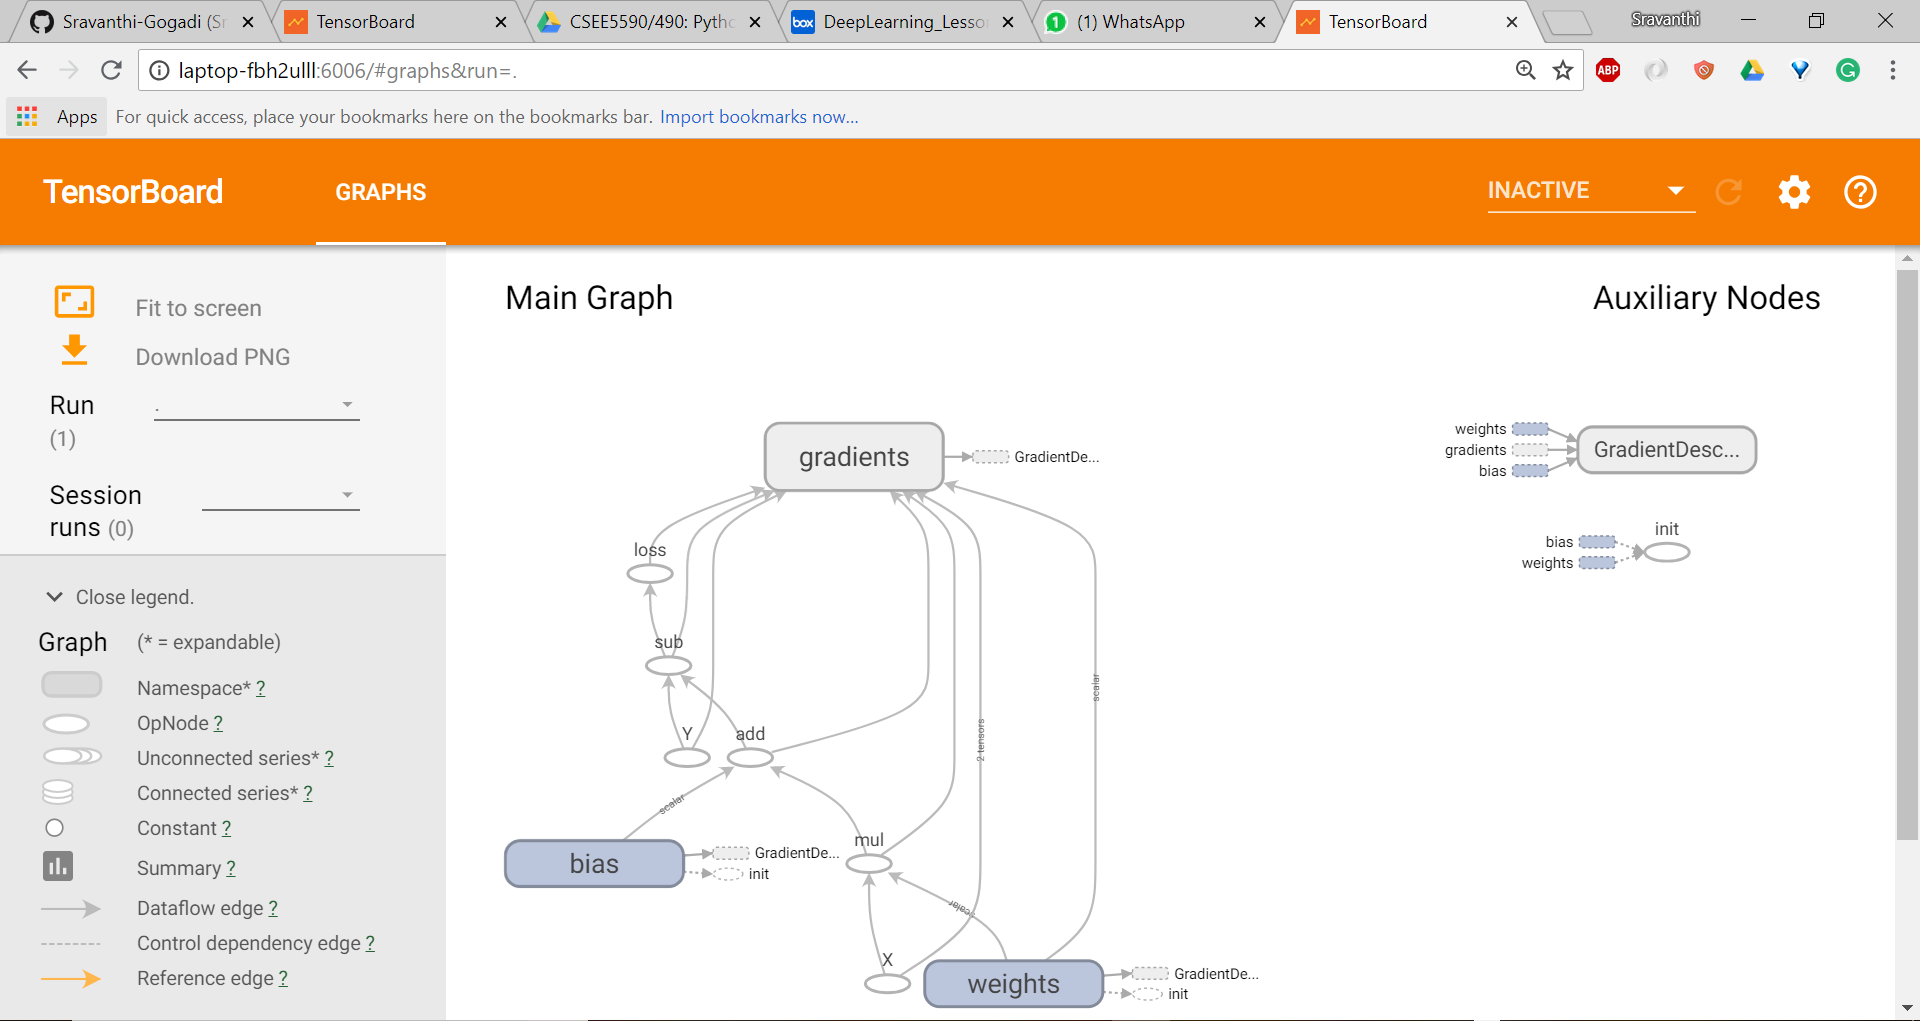 Sravanthi-Gogadi (Sr
TensorBoard
CSEE5590/490: Pytho
box
DeepLearning_Lesso
1
(1) WhatsApp
TensorBoard
Sravanthi
laptop-fbh2ulll:6006/#graphs&run=.
ABP
Apps
For quick access, place your bookmarks here on the bookmarks bar. Import bookmarks now...
TensorBoard
GRAPHS
INACTIVE
Fit to screen
Download PNG
Run
(1)
.
Session
runs (0)
Close legend.
Graph
(* = expandable)
Namespace* ?
OpNode ?
Unconnected series* ?
Connected series* ?
Constant ?
Summary ?
Dataflow edge ?
Control dependency edge ?
Reference edge ?
Main Graph
Auxiliary Nodes
gradients
GradientDe...
loss
sub
Y
add
scalar
2 tensors
scalar
bias
GradientDe...
init
mul
scalar
X
weights
GradientDe...
init
weights
gradients
bias
GradientDesc...
init
bias
weights